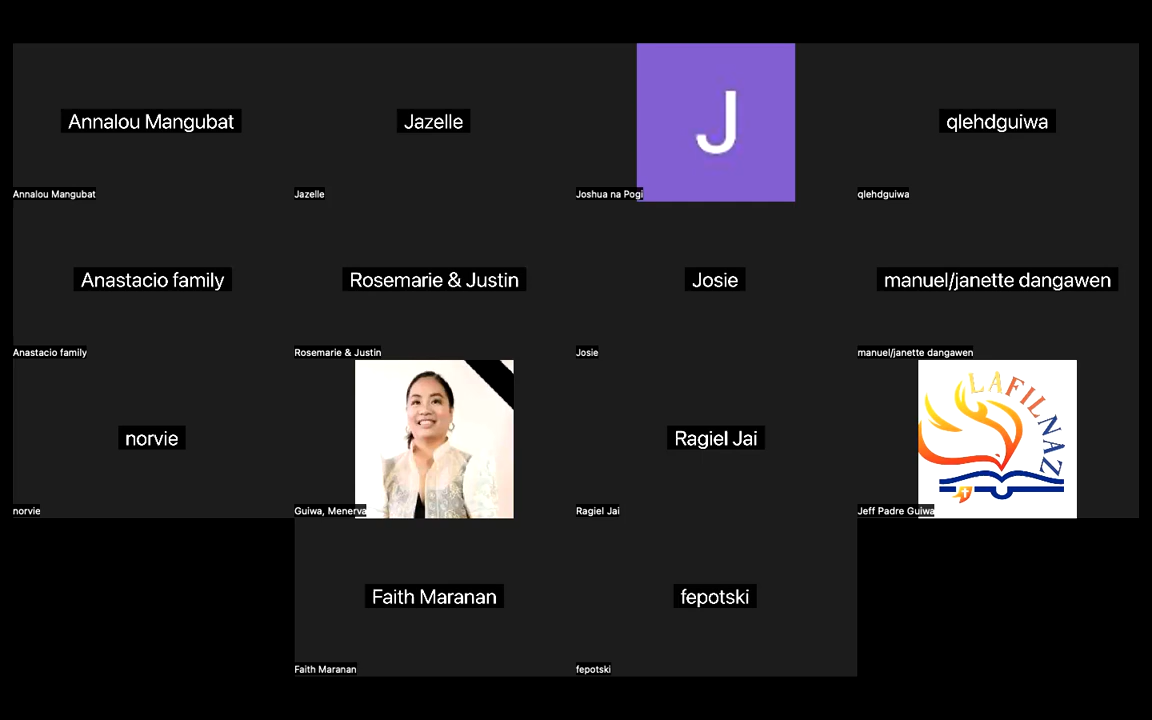 Annalou Mangubat
Annalou Mangubat
Jazelle
Jazelle
J
Joshua na Pogi
qlehdguiwa
qlehdguiwa
Anastacio family
Anastacio family
Rosemarie & Justin
Rosemarie & Justin
Josie
Josie
manuel/janette dangawen
manuel/janette dangawen
norvie
norvie
Guiwa, Menerva
Ragiel Jai
Ragiel Jai
LAFILNAZ
Jeff Padre Guiwa
Faith Maranan
Faith Maranan
fepotski
fepotski